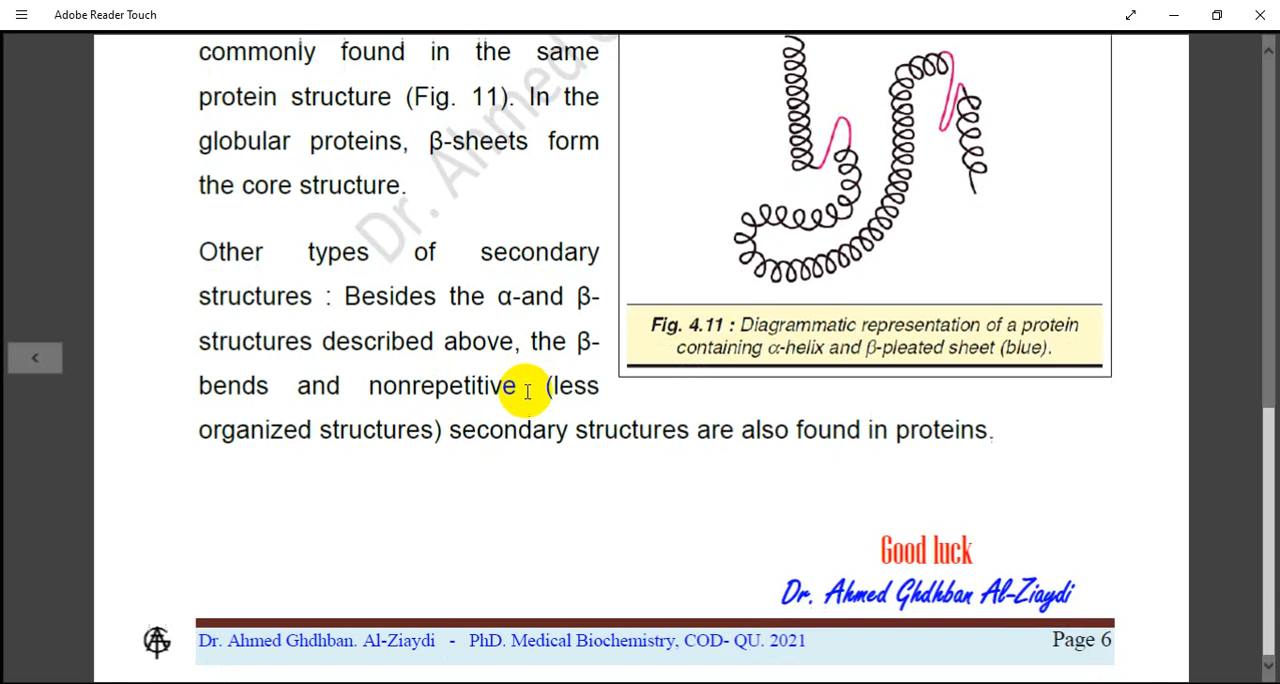 Adobe Reader Touch
commonly found in the same
protein structure (Fig. 11). In the
globular proteins, β-sheets form
the core structure.
Other types of secondary
structures : Besides the α-and β-
structures described above, the β-
bends and nonrepetitive (less
organized structures) secondary structures are also found in proteins.
Fig. 4.11 : Diagrammatic representation of a protein
containing α-helix and β-pleated sheet (blue).
Dr. Ahmed
Good luck
Dr. Ahmed Ghdhban Al-Ziaydi
Dr. Ahmed Ghdhban. Al-Ziaydi - PhD. Medical Biochemistry, COD- QU. 2021
Page 6